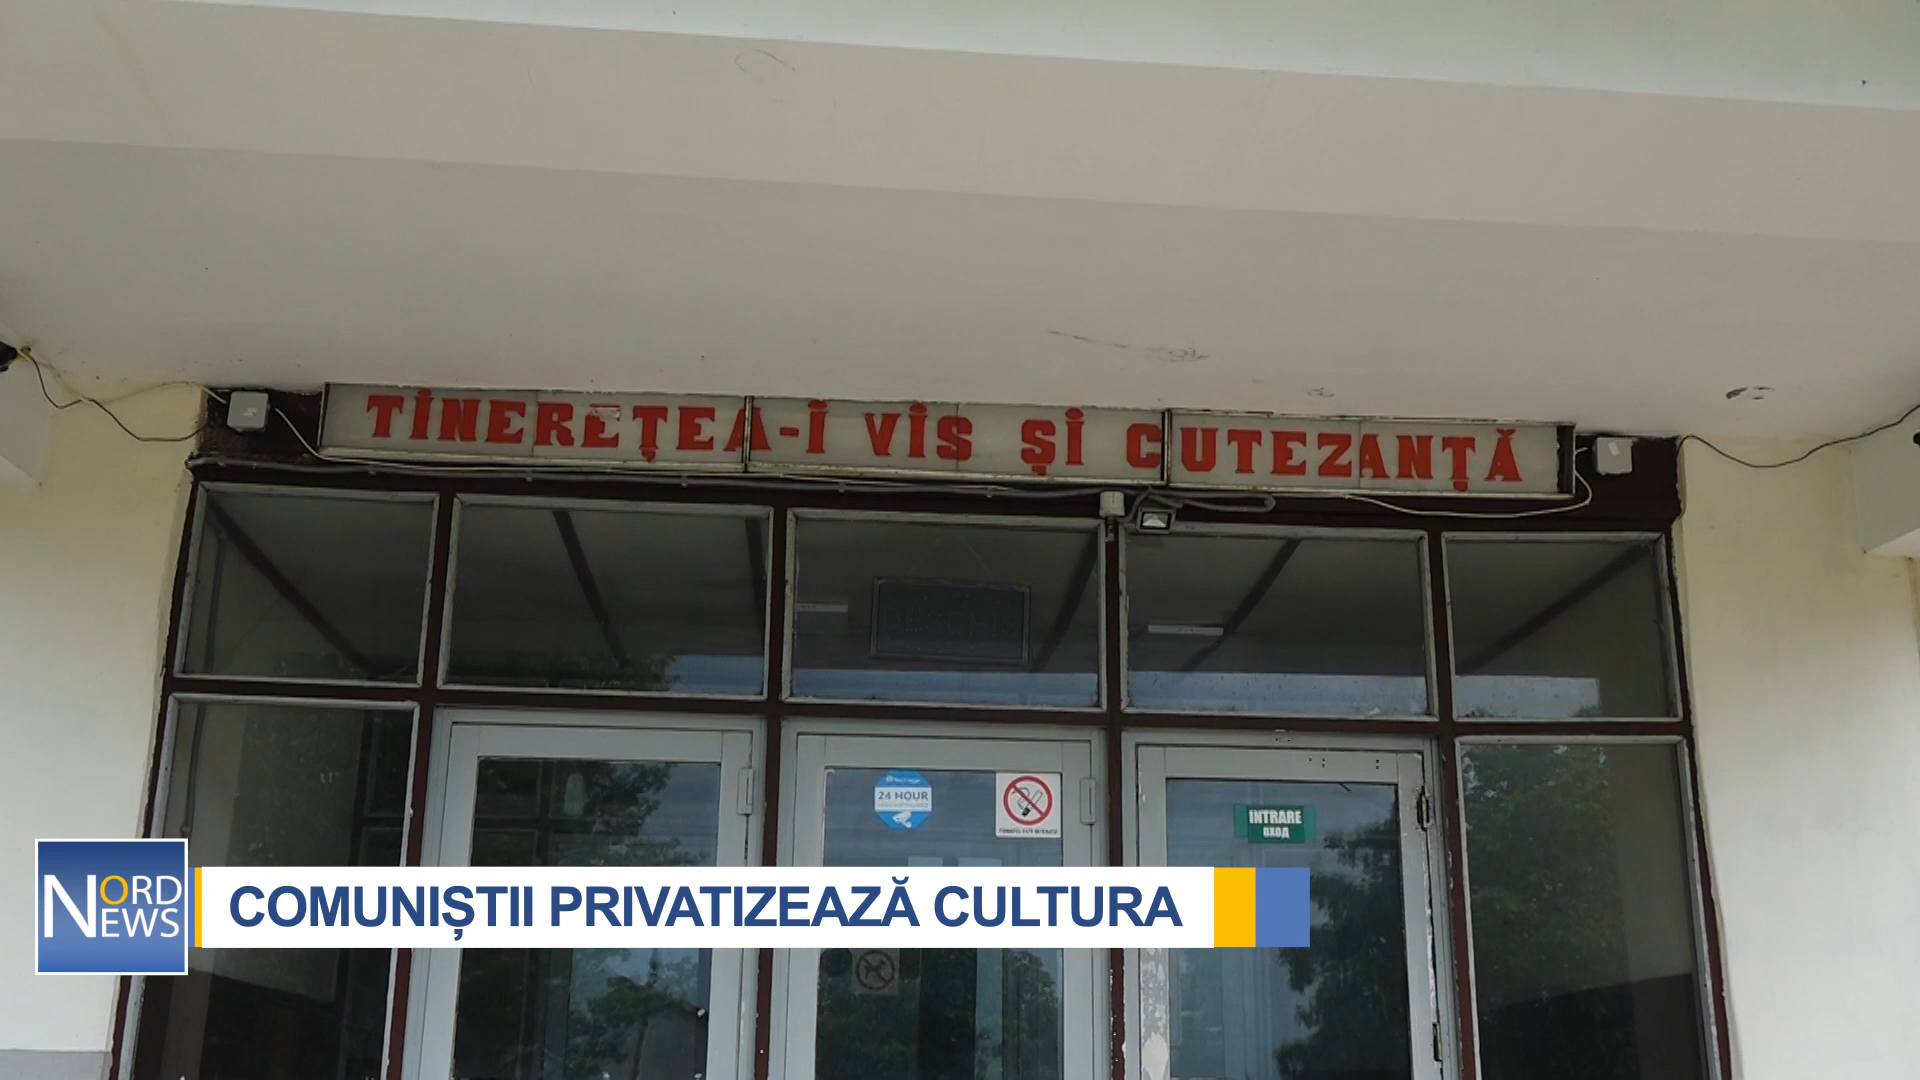 TINEREȚEA-I VIS ȘI CUTEZANȚĂ
24 HOUR
INTRARE
ВХОД
NORD
NEWS
COMUNIȘTII PRIVATIZEAZĂ CULTURA